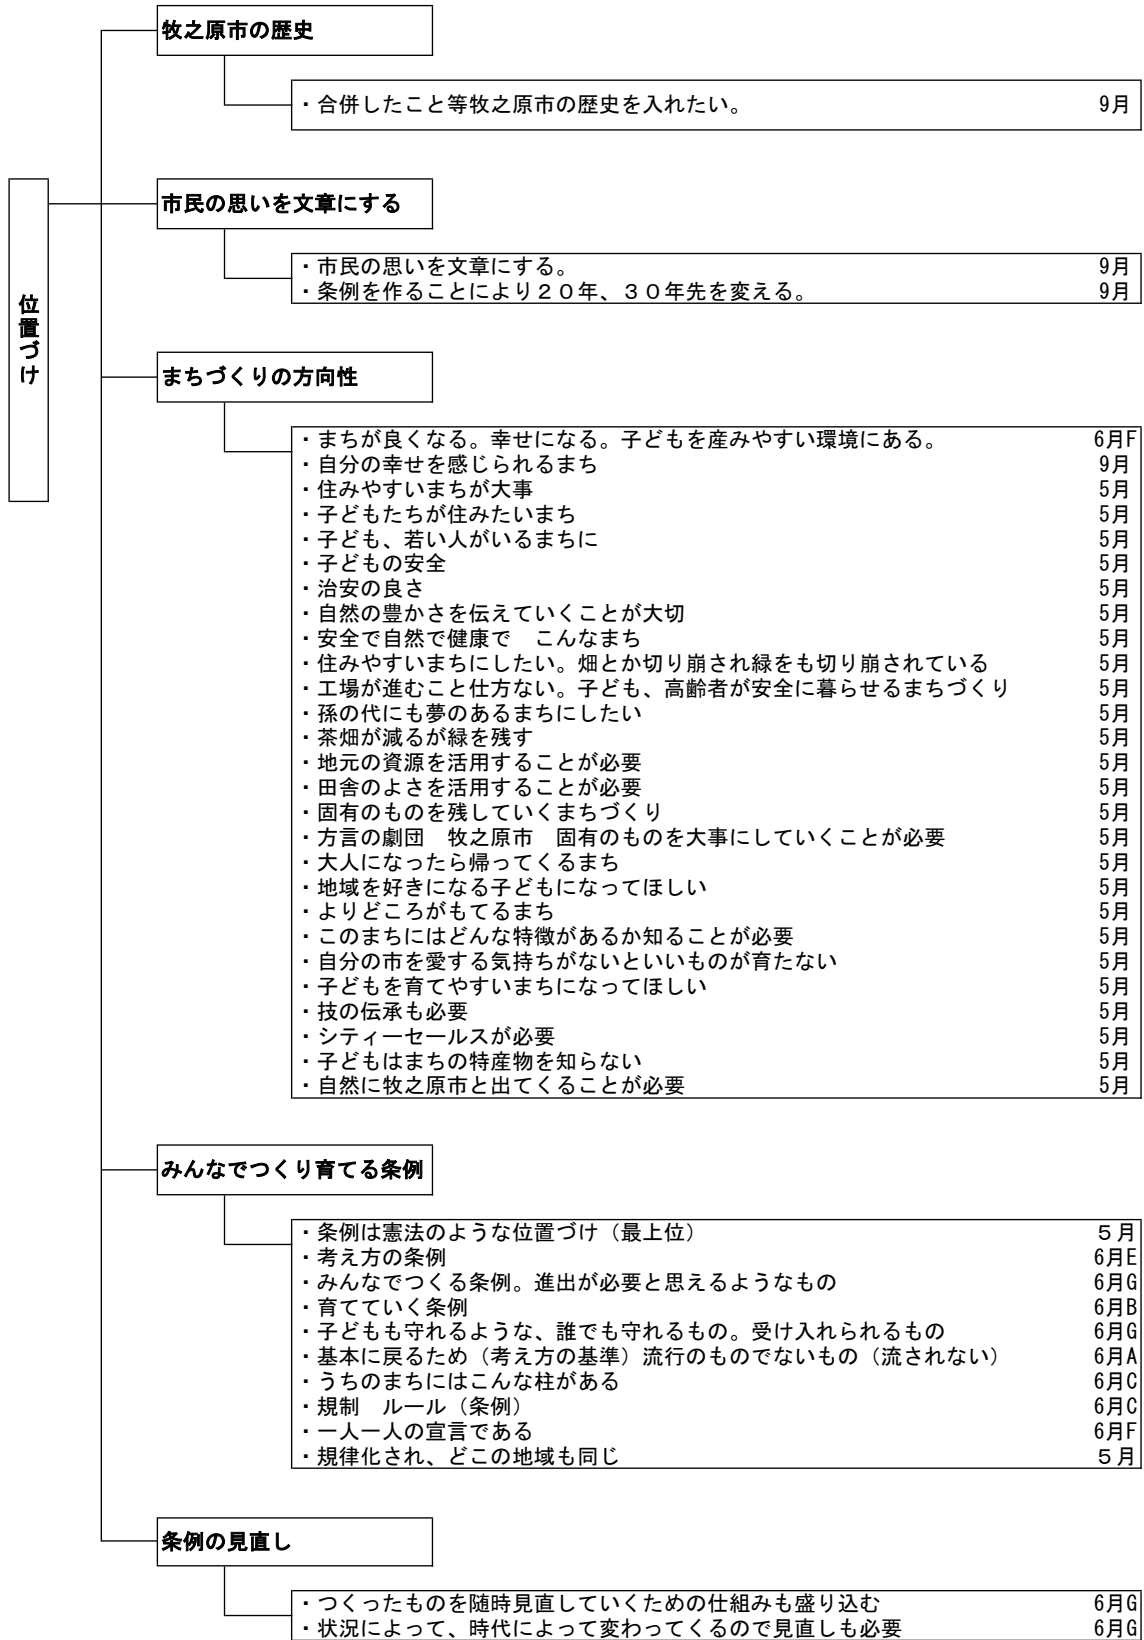 牧之原市の歴史
・合併したこと等牧之原市の歴史を入れたい。 9月
位置づけ
市民の思いを文章にする
・市民の思いを文章にする。 9月
・条例を作ることにより２０年、３０年先を変える。 9月
まちづくりの方向性
・まちが良くなる。幸せになる。子どもを産みやすい環境にある。 6月F
・自分の幸せを感じられるまち 9月
・住みやすいまちが大事 5月
・子どもたちが住みたいまち 5月
・子ども、若い人がいるまちに 5月
・子どもの安全 5月
・治安の良さ 5月
・自然の豊かさを伝えていくことが大切 5月
・安全で自然で健康で　こんなまち 5月
・住みやすいまちにしたい。畑とか切り崩され緑をも切り崩されている 5月
・工場が進むこと仕方ない。子ども、高齢者が安全に暮らせるまちづくり 5月
・孫の代にも夢のあるまちにしたい 5月
・茶畑が減るが緑を残す 5月
・地元の資源を活用することが必要 5月
・田舎のよさを活用することが必要 5月
・固有のものを残していくまちづくり 5月
・方言の劇団　牧之原市　固有のものを大事にしていくことが必要 5月
・大人になったら帰ってくるまち 5月
・地域を好きになる子どもになってほしい 5月
・よりどころがもてるまち 5月
・このまちにはどんな特徴があるか知ることが必要 5月
・自分の市を愛する気持ちがないといいものが育たない 5月
・子どもを育てやすいまちになってほしい 5月
・技の伝承も必要 5月
・シティーセールスが必要 5月
・子どもはまちの特産物を知らない 5月
・自然に牧之原市と出てくることが必要 5月
みんなでつくり育てる条例
・条例は憲法のような位置づけ（最上位） ５月
・考え方の条例 6月E
・みんなでつくる条例。進出が必要と思えるようなもの 6月G
・育てていく条例 6月B
・子どもも守れるような、誰でも守れるもの。受け入れられるもの 6月G
・基本に戻るため（考え方の基準）流行のものでないもの（流されない） 6月A
・うちのまちにはこんな柱がある 6月C
・規制　ルール（条例） 6月C
・一人一人の宣言である 6月F
・規律化され、どこの地域も同じ ５月
条例の見直し
・つくったものを随時見直していくための仕組みも盛り込む 6月G
・状況によって、時代によって変わってくるので見直しも必要 6月G